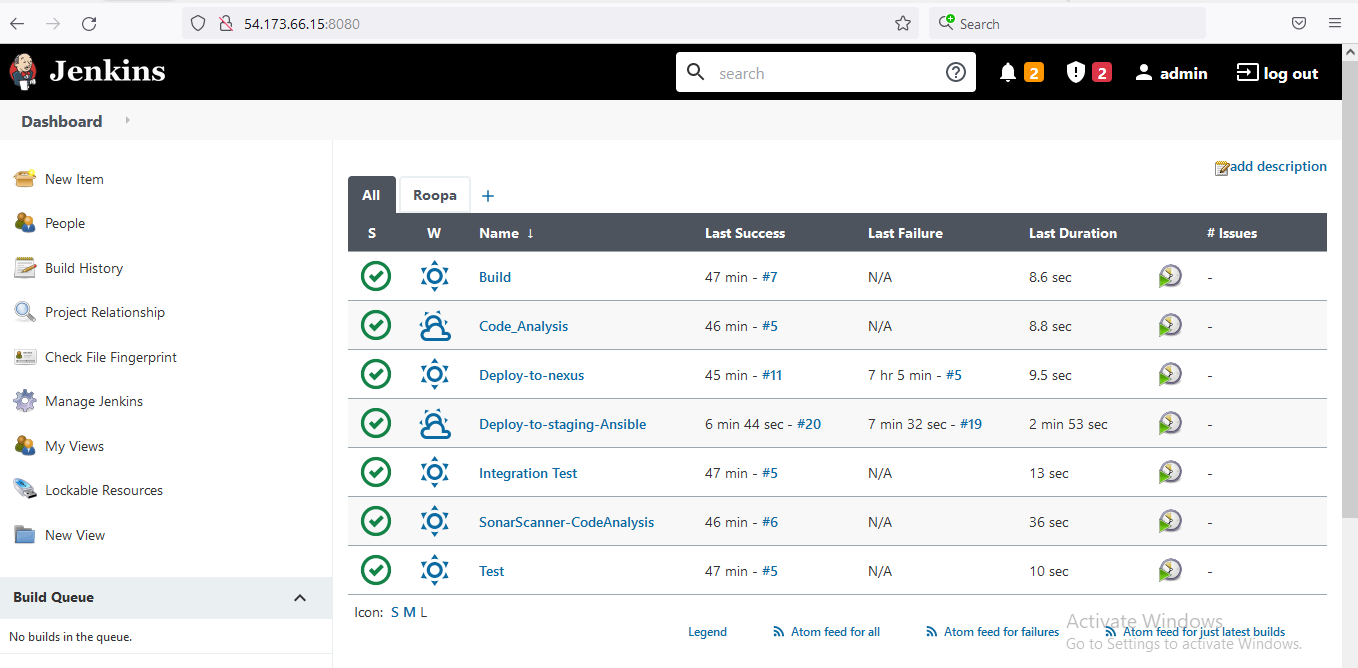 54.173.66.15:8080
Search
Jenkins
search
2
2
admin
log out
Dashboard
New Item
People
Build History
Project Relationship
Check File Fingerprint
Manage Jenkins
My Views
Lockable Resources
New View
Build Queue
No builds in the queue.
add description
All Roopa +
S W Name ↓ Last Success Last Failure Last Duration # Issues
Build 47 min - #7 N/A 8.6 sec -
Code_Analysis 46 min - #5 N/A 8.8 sec -
Deploy-to-nexus 45 min - #11 7 hr 5 min - #5 9.5 sec -
Deploy-to-staging-Ansible 6 min 44 sec - #20 7 min 32 sec - #19 2 min 53 sec -
Integration Test 47 min - #5 N/A 13 sec -
SonarScanner-CodeAnalysis 46 min - #6 N/A 36 sec -
Test 47 min - #5 N/A 10 sec -
Icon: S M L
Legend Atom feed for all Atom feed for failures Atom feed for just latest builds
Activate Windows
Go to Settings to activate Windows.